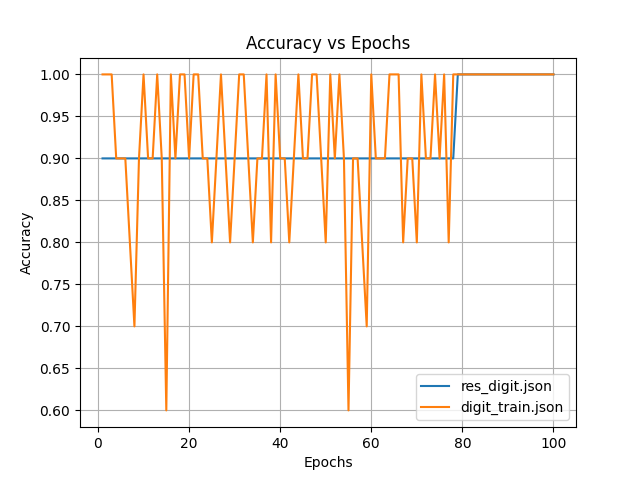 Accuracy vs Epochs
Accuracy
1.00
0.95
0.90
0.85
0.80
0.75
0.70
0.65
0.60
res_digit.json
digit_train.json
0 20 40 60 80 100
Epochs